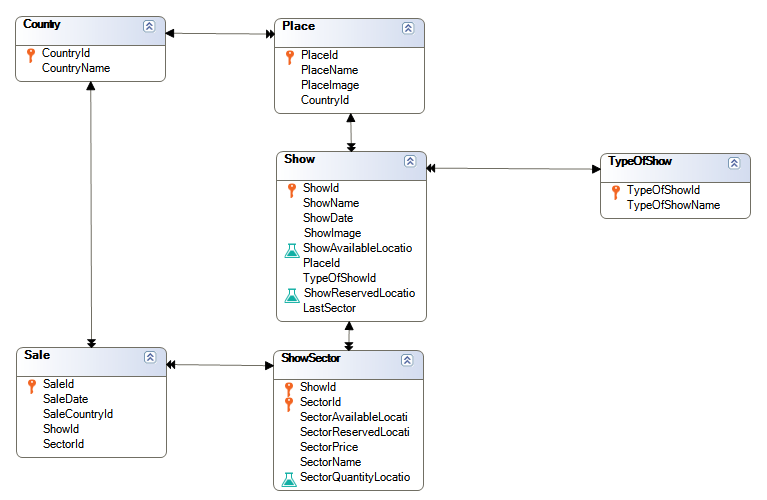 Country
CountryId
CountryName
Place
PlaceId
PlaceName
PlaceImage
CountryId
Show
ShowId
ShowName
ShowDate
ShowImage
ShowAvailableLocatio
PlaceId
TypeOfShowId
ShowReservedLocatio
LastSector
TypeOfShow
TypeOfShowId
TypeOfShowName
Sale
SaleId
SaleDate
SaleCountryId
ShowId
SectorId
ShowSector
ShowId
SectorId
SectorAvailableLocati
SectorReservedLocati
SectorPrice
SectorName
SectorQuantityLocatio